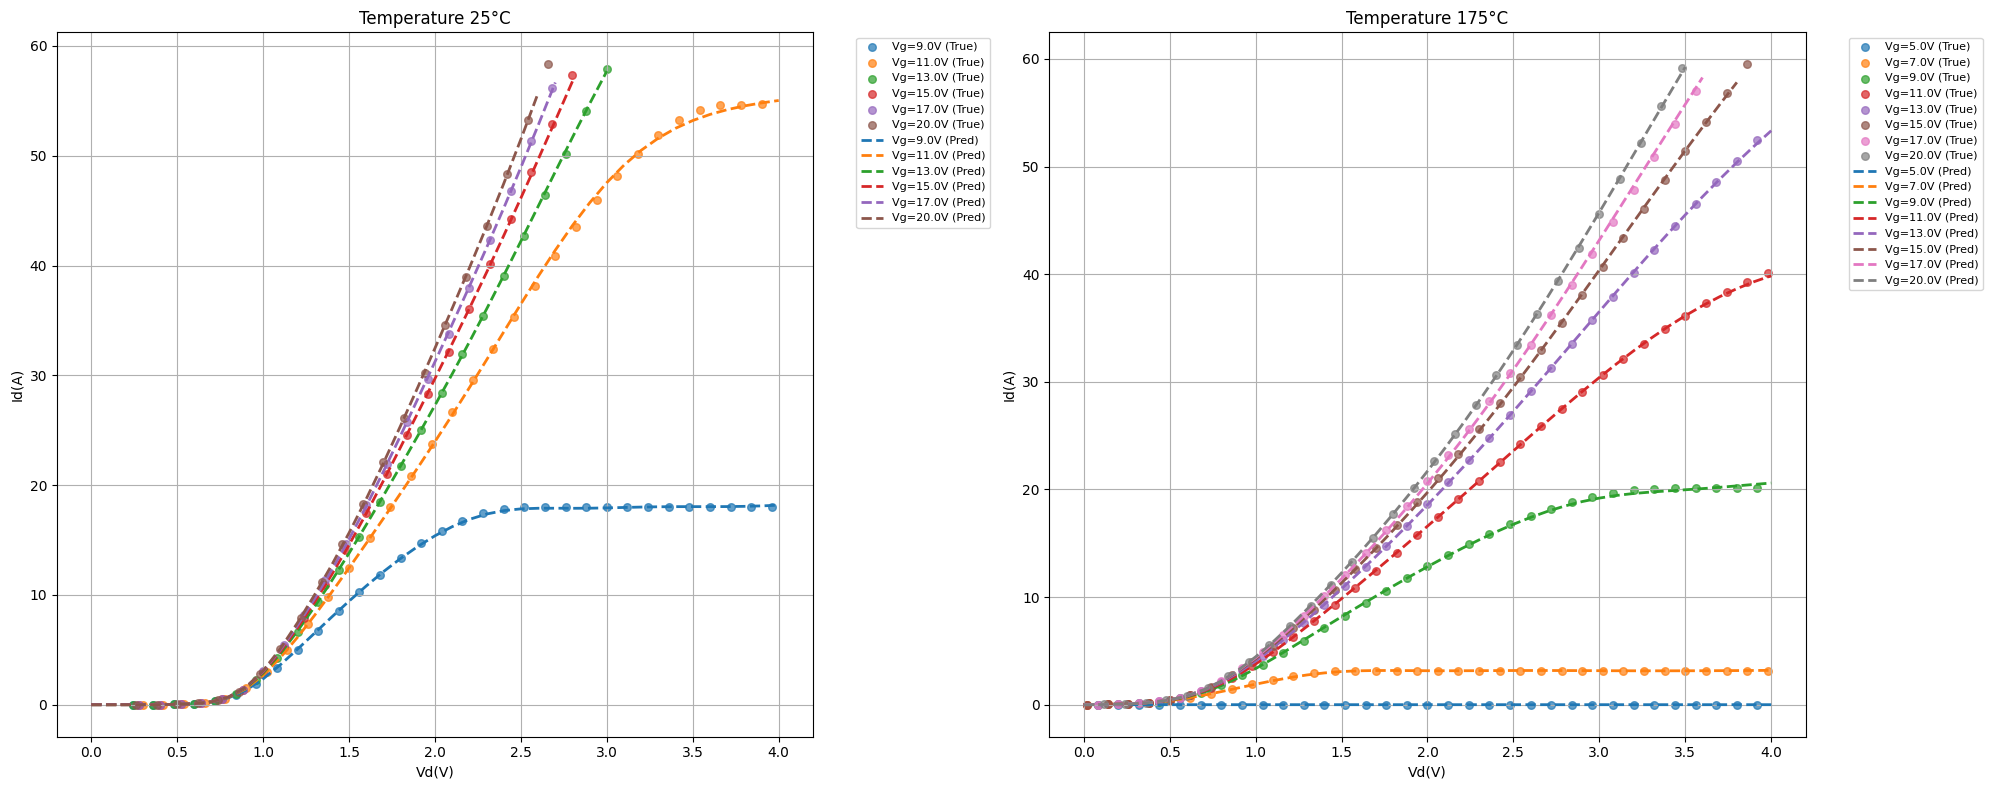 Temperature 25°C
60
50
40
30
20
10
0
Id(A)
0.0 0.5 1.0 1.5 2.0 2.5 3.0 3.5 4.0
Vd(V)
Vg=9.0V (True)
Vg=11.0V (True)
Vg=13.0V (True)
Vg=15.0V (True)
Vg=17.0V (True)
Vg=20.0V (True)
Vg=9.0V (Pred)
Vg=11.0V (Pred)
Vg=13.0V (Pred)
Vg=15.0V (Pred)
Vg=17.0V (Pred)
Vg=20.0V (Pred)
Temperature 175°C
60
50
40
30
20
10
0
Id(A)
0.0 0.5 1.0 1.5 2.0 2.5 3.0 3.5 4.0
Vd(V)
Vg=5.0V (True)
Vg=7.0V (True)
Vg=9.0V (True)
Vg=11.0V (True)
Vg=13.0V (True)
Vg=15.0V (True)
Vg=17.0V (True)
Vg=20.0V (True)
Vg=5.0V (Pred)
Vg=7.0V (Pred)
Vg=9.0V (Pred)
Vg=11.0V (Pred)
Vg=13.0V (Pred)
Vg=15.0V (Pred)
Vg=17.0V (Pred)
Vg=20.0V (Pred)